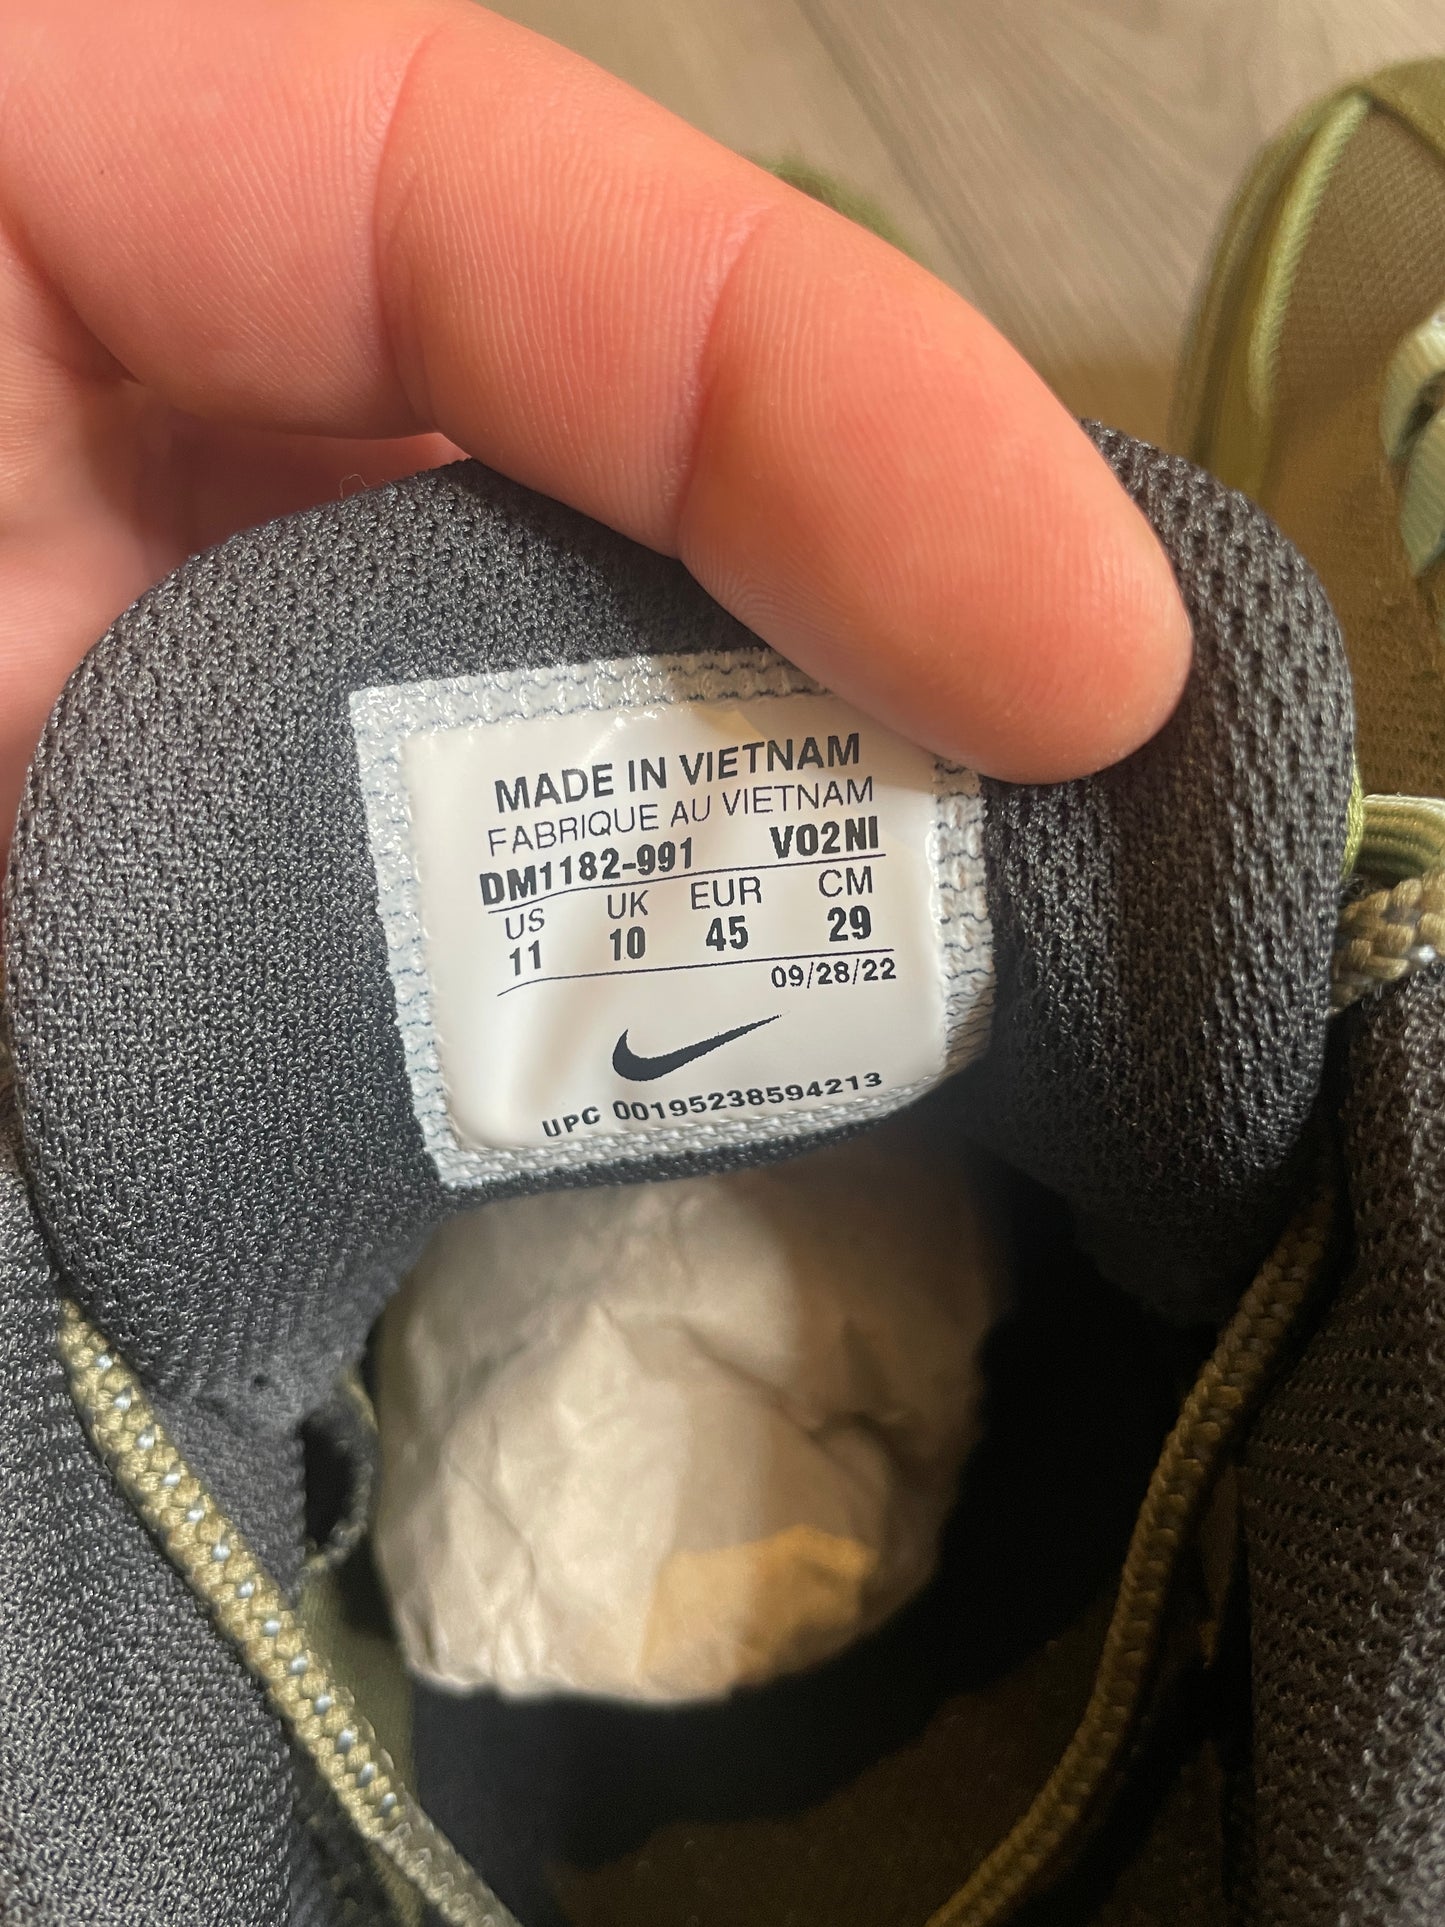 MADE IN VIETNAM
FABRIQUE AU VIETNAM
DM1182-991 VO2NI
US UK EUR CM
11 10 45 29
09/28/22
UPC 00195238594213